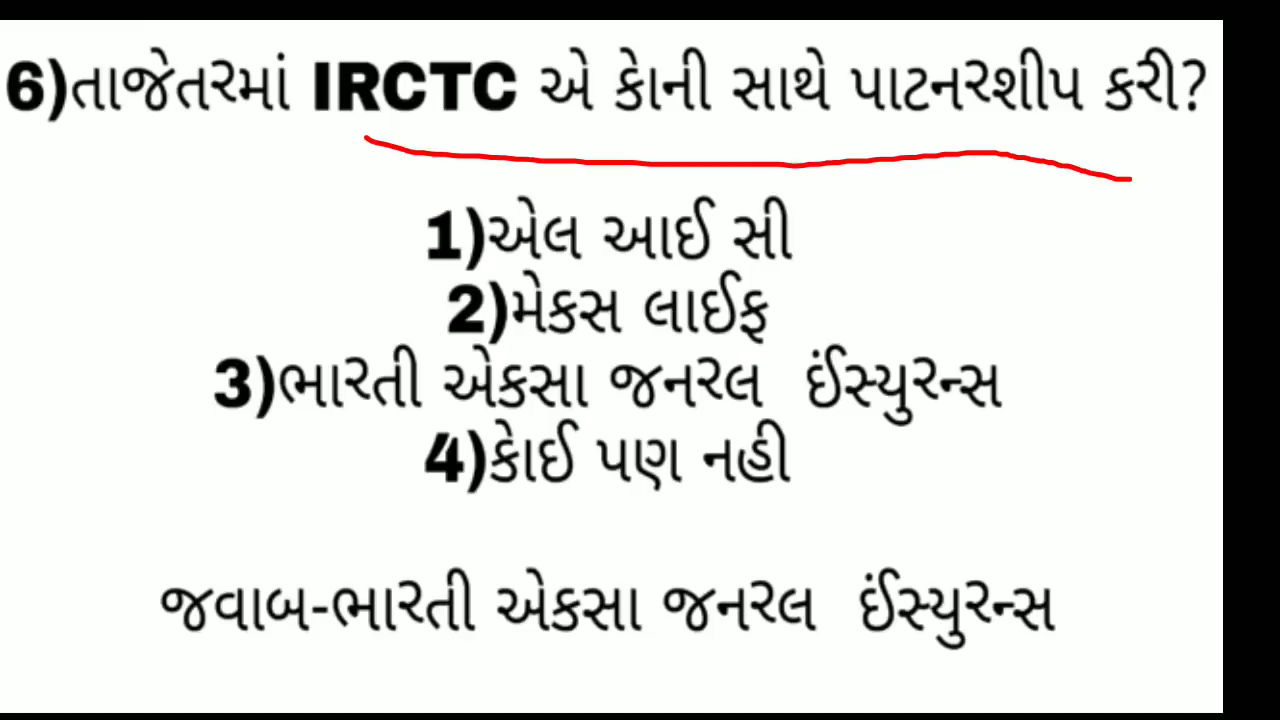 6)તાજેતરમાં IRCTC એ કોની સાથે પાટનરશીપ કરી?
1)એલ આઈ સી
2)મેકસ લાઈફ
3)ભારતી એકસા જનરલ ઈંસ્યુરન્સ
4)કોઈ પણ નહી
જવાબ-ભારતી એકસા જનરલ ઈંસ્યુરન્સ